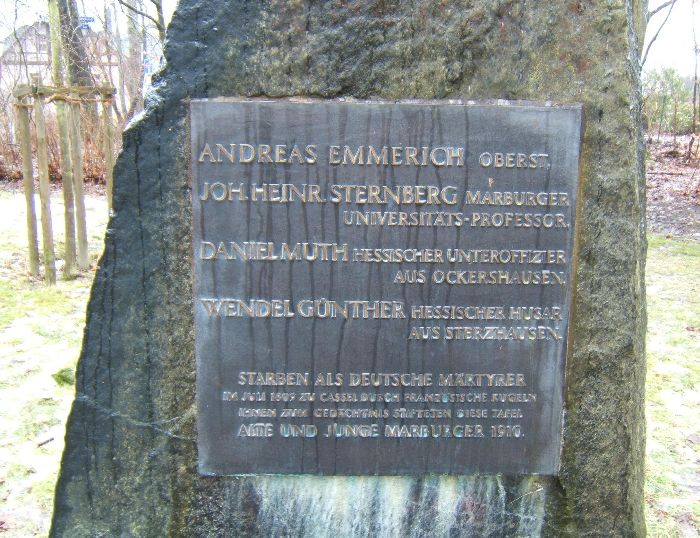 ANDREAS EMMERICH OBERST.
JOH. HEINR. STERNBERG MARBURGER
UNIVERSITÄTS-PROFESSOR.
DANIEL MUTH HESSISCHER UNTEROFFIZIER
AUS OCKERSHAUSEN.
WENDEL GÜNTHER HESSISCHER HUSAR
AUS STERZHAUSEN.
STARBEN ALS DEUTSCHE MÄRTYRER
IM JULI 1809 ZU CASSEL DURCH FRANZÖSISCHE KUGELN
IHNEN ZUM GEDÄCHTNIS STIFTETEN DIESE TAFEL
ALTE UND JUNGE MARBURGER 1910.